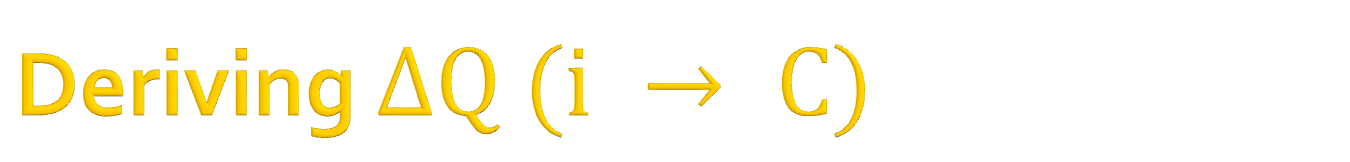 Deriving ΔQ (i → C)